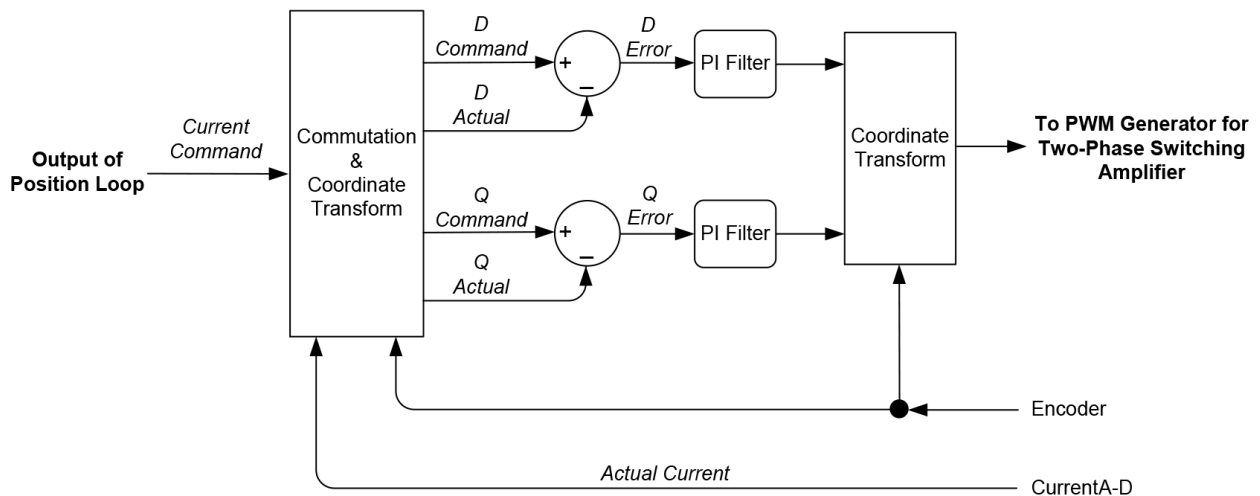 D
Command
D
Error
+
−
PI Filter
D
Actual
Current
Command
Output of
Position Loop
Commutation
&
Coordinate
Transform
Coordinate
Transform
To PWM Generator for
Two-Phase Switching
Amplifier
Q
Command
Q
Error
+
−
PI Filter
Q
Actual
Encoder
Actual Current
CurrentA-D